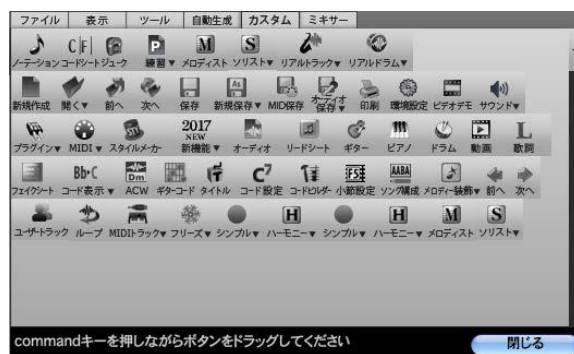 ファイル 表示 ツール 自動生成 カスタム ミキサー
C F P M S
ノーテーション コードシート ジューク 練習▼ メロディスト ソリスト▼ リアルトラック▼ リアルドラム▼
As
新規作成 開く▼ 前へ 次へ 保存 新規保存▼ MID保存 オーディオ保存▼ 印刷 環境設定 ビデオデモ サウンド▼
ST 2017 NEW L
プラグイン▼ MIDI▼ スタイルメーカー 新機能▼ オーディオ リードシート ギター ピアノ ドラム 動画 歌詞
Bb·C Dm C7 AABA
フェイクシート コード表示▼ ACW ギターコード タイトル コード設定 コードビルダー 小節設定 ソング構成 メロディー装飾▼ 前へ 次へ
H H M S
ユーザートラック ループ MIDIトラック▼ フリーズ▼ シンプル▼ ハーモニー▼ シンプル▼ ハーモニー▼ メロディスト ソリスト▼
commandキーを押しながらボタンをドラッグしてください 閉じる